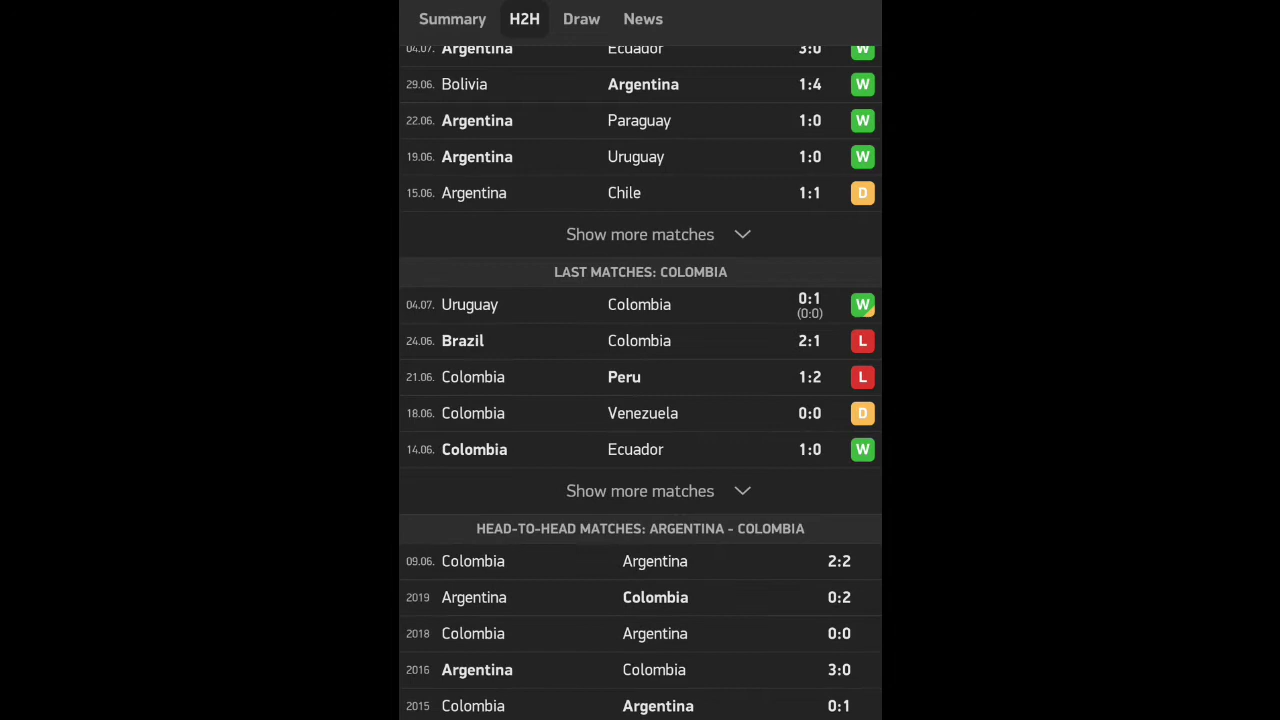 Summary H2H Draw News
04.07. Argentina Ecuador 3:0 W
29.06. Bolivia Argentina 1:4 W
22.06. Argentina Paraguay 1:0 W
19.06. Argentina Uruguay 1:0 W
15.06. Argentina Chile 1:1 D
Show more matches
LAST MATCHES: COLOMBIA
04.07. Uruguay Colombia 0:1 W
(0:0)
24.06. Brazil Colombia 2:1 L
21.06. Colombia Peru 1:2 L
18.06. Colombia Venezuela 0:0 D
14.06. Colombia Ecuador 1:0 W
Show more matches
HEAD-TO-HEAD MATCHES: ARGENTINA - COLOMBIA
09.06. Colombia Argentina 2:2
2019 Argentina Colombia 0:2
2018 Colombia Argentina 0:0
2016 Argentina Colombia 3:0
2015 Colombia Argentina 0:1